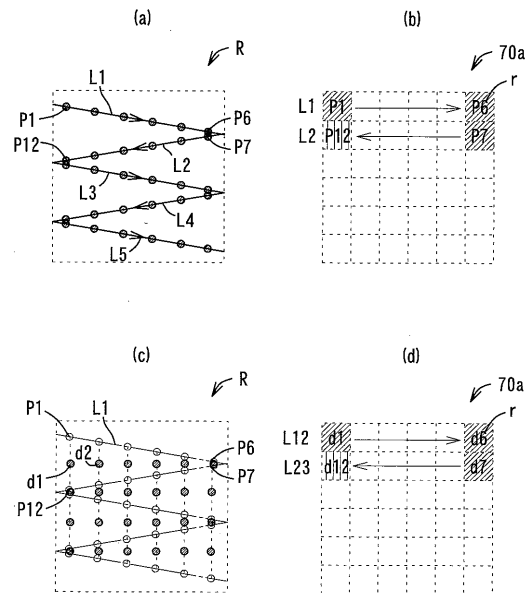 (a)
(b)
R
70a
L1
r
P1
P6
P7
P12
L2
L3
L4
L5
L1 P1 P6
L2 P12 P7
(c)
(d)
R
70a
P1
L1
r
d1
d2
P6
P7
P12
L12 d1 d6
L23 d12 d7